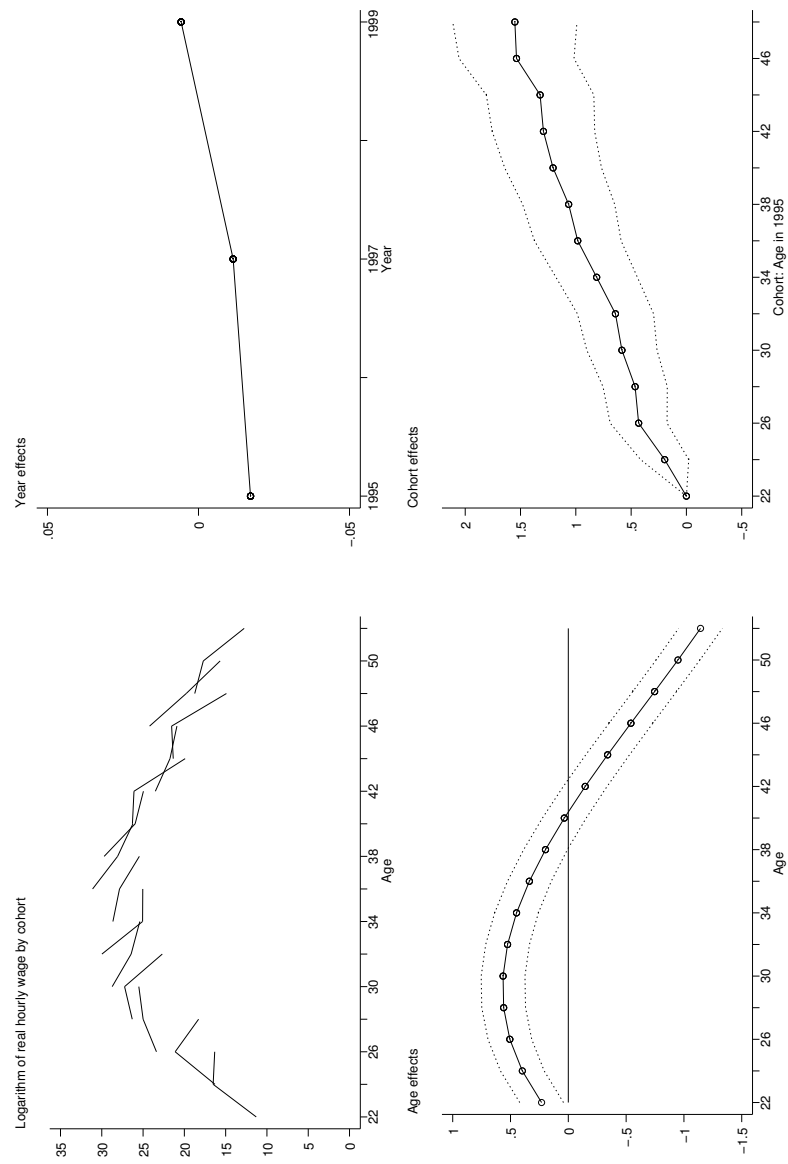 Logarithm of real hourly wage by cohort
35
30
25
20
15
10
5
0
22 26 30 34 38 42 46 50
Age
Year effects
.05
0
-.05
1995 1997 1999
Year
Age effects
1
.5
0
-.5
-1
-1.5
22 26 30 34 38 42 46 50
Age
Cohort effects
2
1.5
1
.5
0
-.5
22 26 30 34 38 42 46
Cohort: Age in 1995